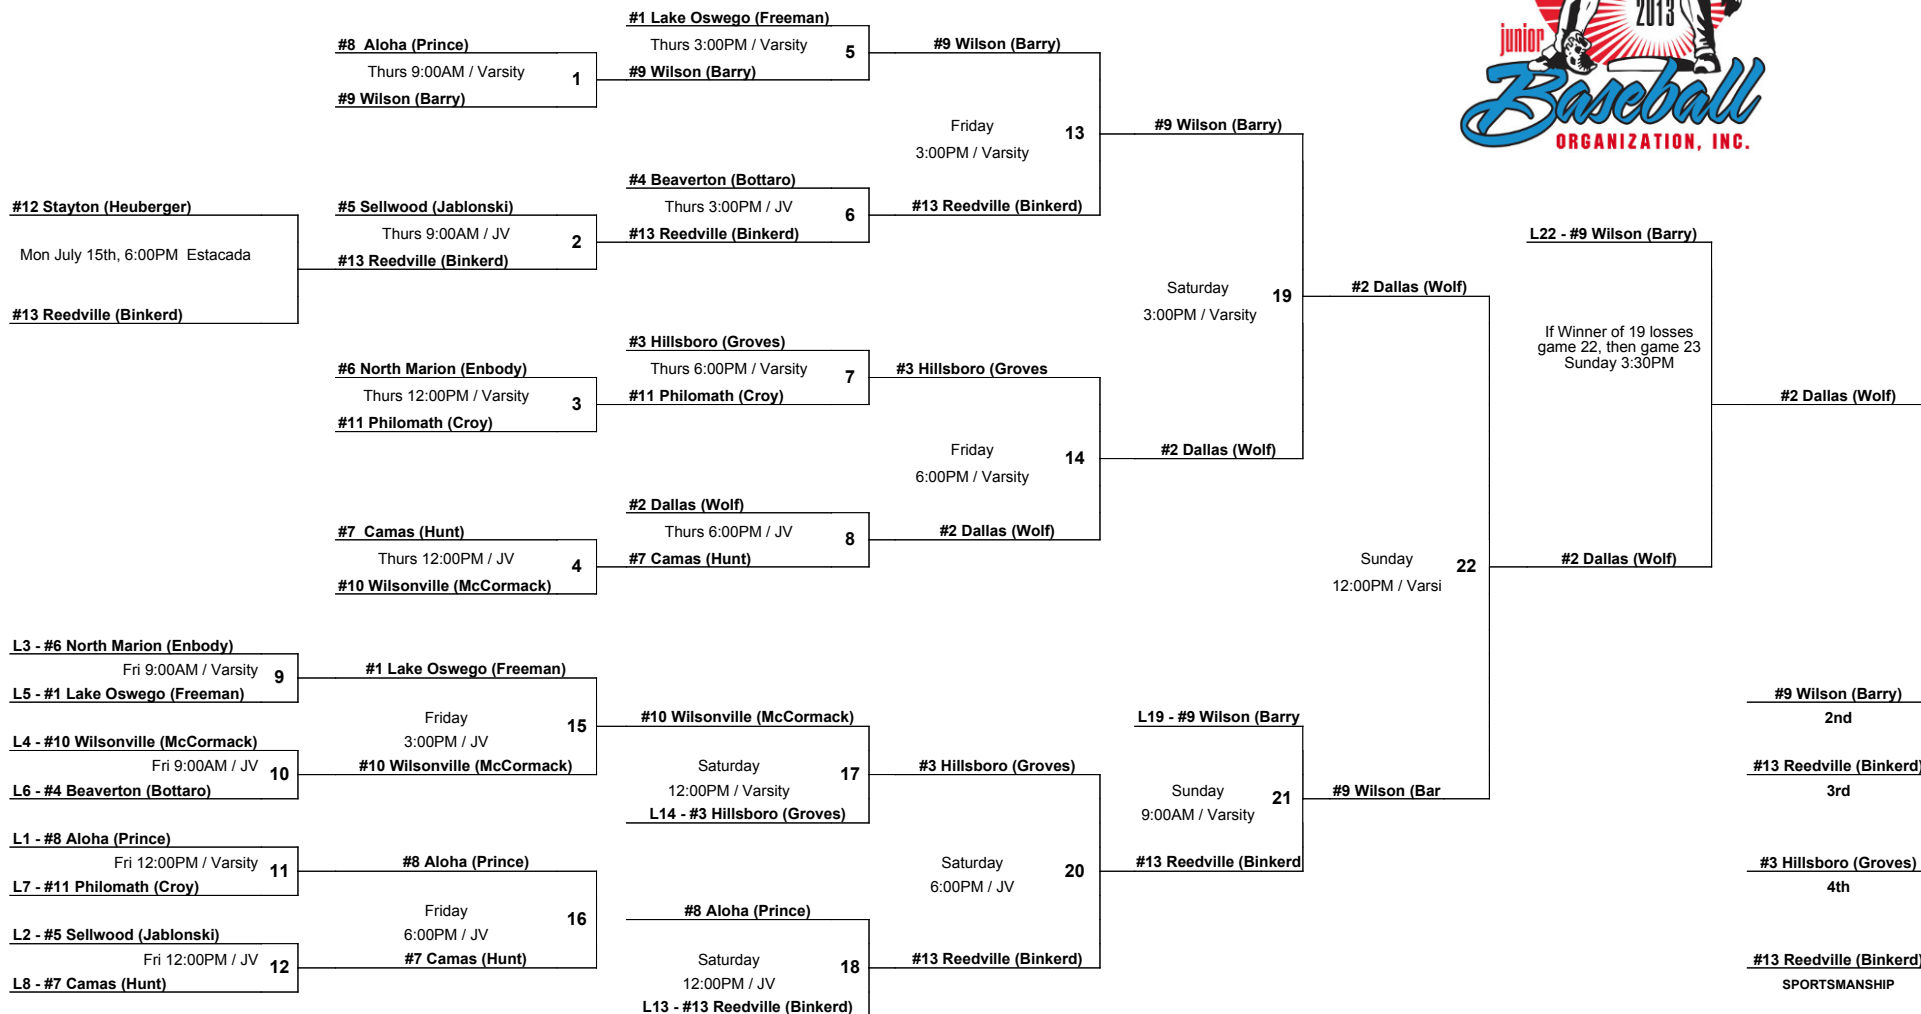 2013
junior
Baseball
ORGANIZATION, INC.
#12 Stayton (Heuberger)
Mon July 15th, 6:00PM  Estacada
#13 Reedville (Binkerd)
#8  Aloha (Prince)
Thurs 9:00AM / Varsity
1
#9 Wilson (Barry)
#5 Sellwood (Jablonski)
Thurs 9:00AM / JV
2
#13 Reedville (Binkerd)
#6 North Marion (Enbody)
Thurs 12:00PM / Varsity
3
#11 Philomath (Croy)
#7  Camas (Hunt)
Thurs 12:00PM / JV
4
#10 Wilsonville (McCormack)
#1 Lake Oswego (Freeman)
Thurs 3:00PM / Varsity
5
#9 Wilson (Barry)
#4 Beaverton (Bottaro)
Thurs 3:00PM / JV
6
#13 Reedville (Binkerd)
#3 Hillsboro (Groves)
Thurs 6:00PM / Varsity
7
#11 Philomath (Croy)
#2 Dallas (Wolf)
Thurs 6:00PM / JV
8
#7 Camas (Hunt)
#9 Wilson (Barry)
Friday
13
3:00PM / Varsity
#13 Reedville (Binkerd)
#3 Hillsboro (Groves
Friday
14
6:00PM / Varsity
#2 Dallas (Wolf)
#9 Wilson (Barry)
Saturday
19
3:00PM / Varsity
#2 Dallas (Wolf)
#2 Dallas (Wolf)
Sunday
22
12:00PM / Varsi
L22 - #9 Wilson (Barry)
If Winner of 19 losses
game 22, then game 23
Sunday 3:30PM
#2 Dallas (Wolf)
#2 Dallas (Wolf)
L3 - #6 North Marion (Enbody)
Fri 9:00AM / Varsity
9
L5 - #1 Lake Oswego (Freeman)
L4 - #10 Wilsonville (McCormack)
Fri 9:00AM / JV
10
L6 - #4 Beaverton (Bottaro)
L1 - #8 Aloha (Prince)
Fri 12:00PM / Varsity
11
L7 - #11 Philomath (Croy)
L2 - #5 Sellwood (Jablonski)
Fri 12:00PM / JV
12
L8 - #7 Camas (Hunt)
#1 Lake Oswego (Freeman)
Friday
15
3:00PM / JV
#10 Wilsonville (McCormack)
#8 Aloha (Prince)
Friday
16
6:00PM / JV
#7 Camas (Hunt)
#10 Wilsonville (McCormack)
Saturday
17
12:00PM / Varsity
L14 - #3 Hillsboro (Groves)
#8 Aloha (Prince)
Saturday
18
12:00PM / JV
L13 - #13 Reedville (Binkerd)
#3 Hillsboro (Groves)
Saturday
20
6:00PM / JV
#13 Reedville (Binkerd)
L19 - #9 Wilson (Barry
Sunday
21
9:00AM / Varsity
#13 Reedville (Binkerd
#9 Wilson (Bar
#9 Wilson (Barry)
2nd
#13 Reedville (Binkerd)
3rd
#3 Hillsboro (Groves)
4th
#13 Reedville (Binkerd)
SPORTSMANSHIP